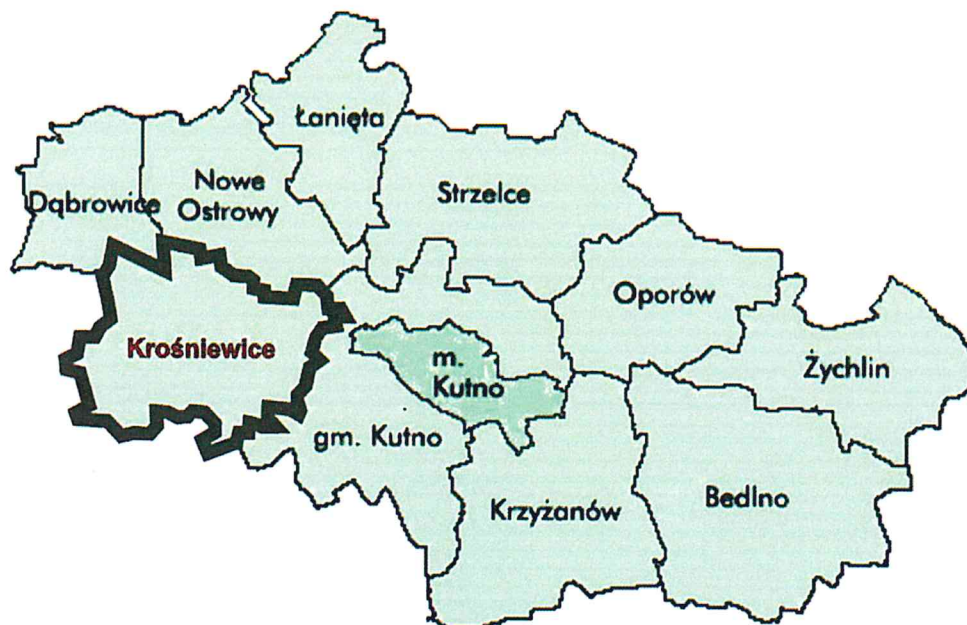 Łanięta
Nowe
Ostrowy
Dąbrowice
Strzelce
Oporów
Krośniewice
m.
Kutno
Żychlin
gm. Kutno
Krzyżanów
Bedlno